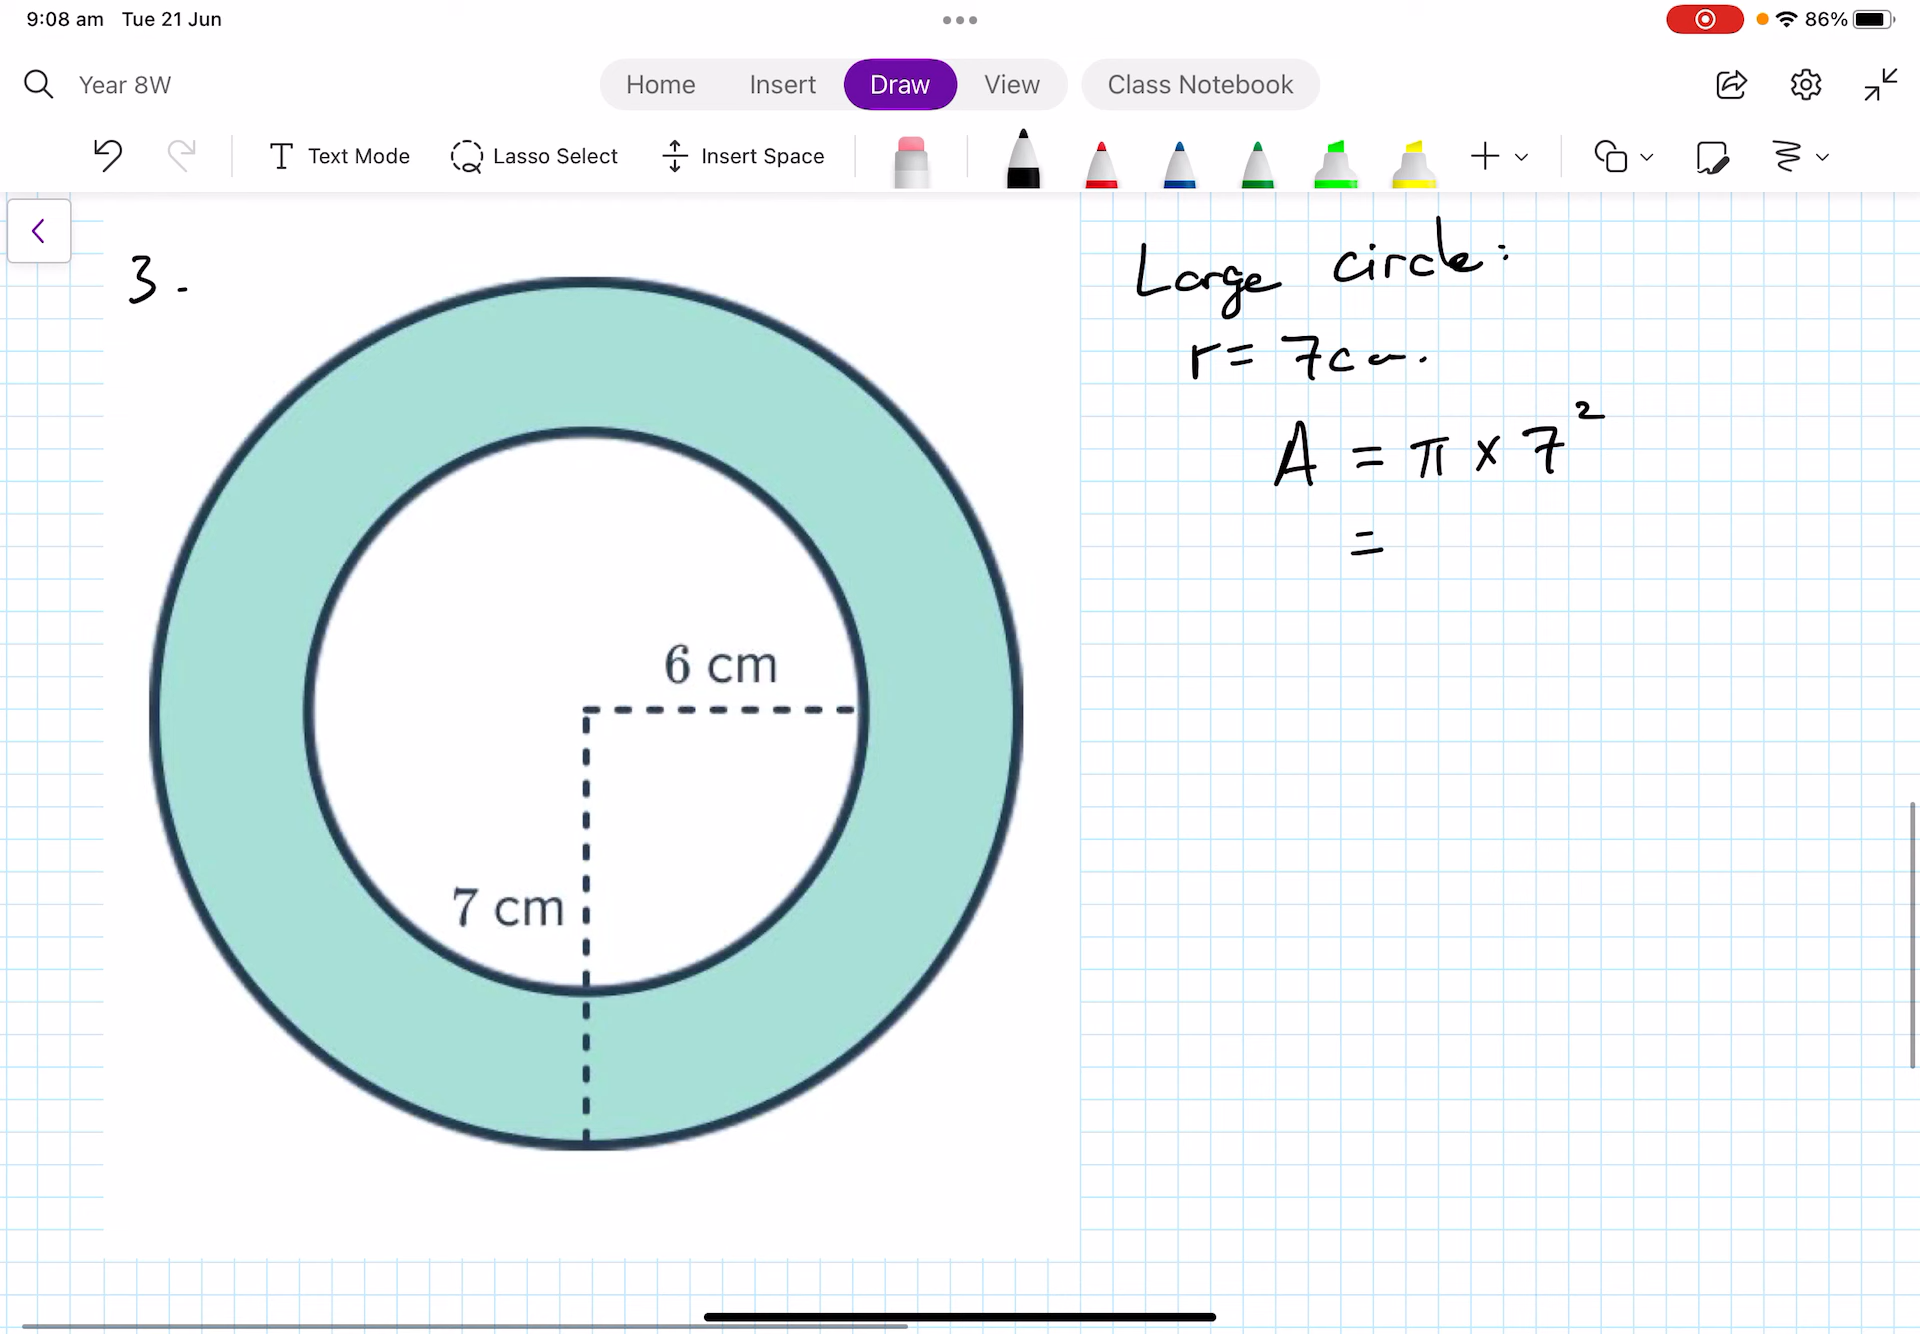 9:08 am Tue 21 Jun
86%
Year 8W
Home Insert Draw View Class Notebook
Text Mode Lasso Select Insert Space
3.
6 cm
7 cm
Large circle:
r = 7cm.
A = π × 7²
=